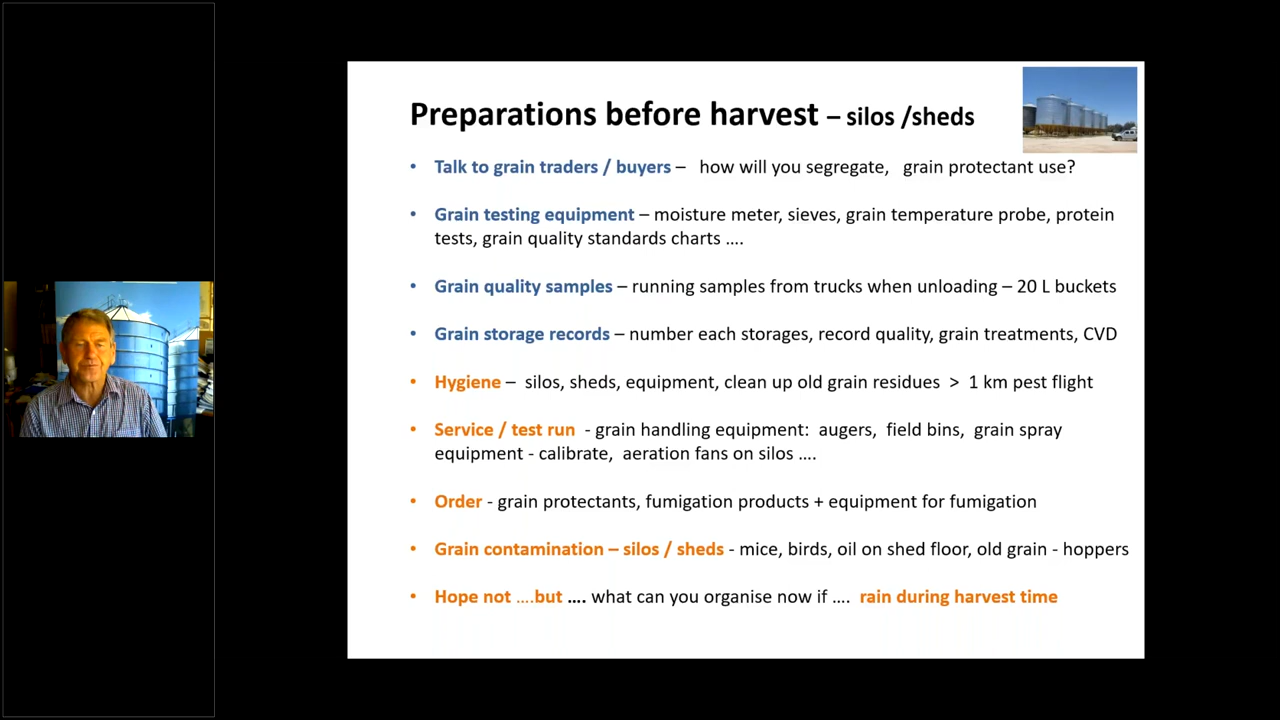 Preparations before harvest – silos /sheds
• Talk to grain traders / buyers – how will you segregate, grain protectant use?
• Grain testing equipment – moisture meter, sieves, grain temperature probe, protein
tests, grain quality standards charts ....
• Grain quality samples – running samples from trucks when unloading – 20 L buckets
• Grain storage records – number each storages, record quality, grain treatments, CVD
• Hygiene – silos, sheds, equipment, clean up old grain residues > 1 km pest flight
• Service / test run - grain handling equipment: augers, field bins, grain spray
equipment - calibrate, aeration fans on silos ....
• Order - grain protectants, fumigation products + equipment for fumigation
• Grain contamination – silos / sheds - mice, birds, oil on shed floor, old grain - hoppers
• Hope not ....but .... what can you organise now if .... rain during harvest time